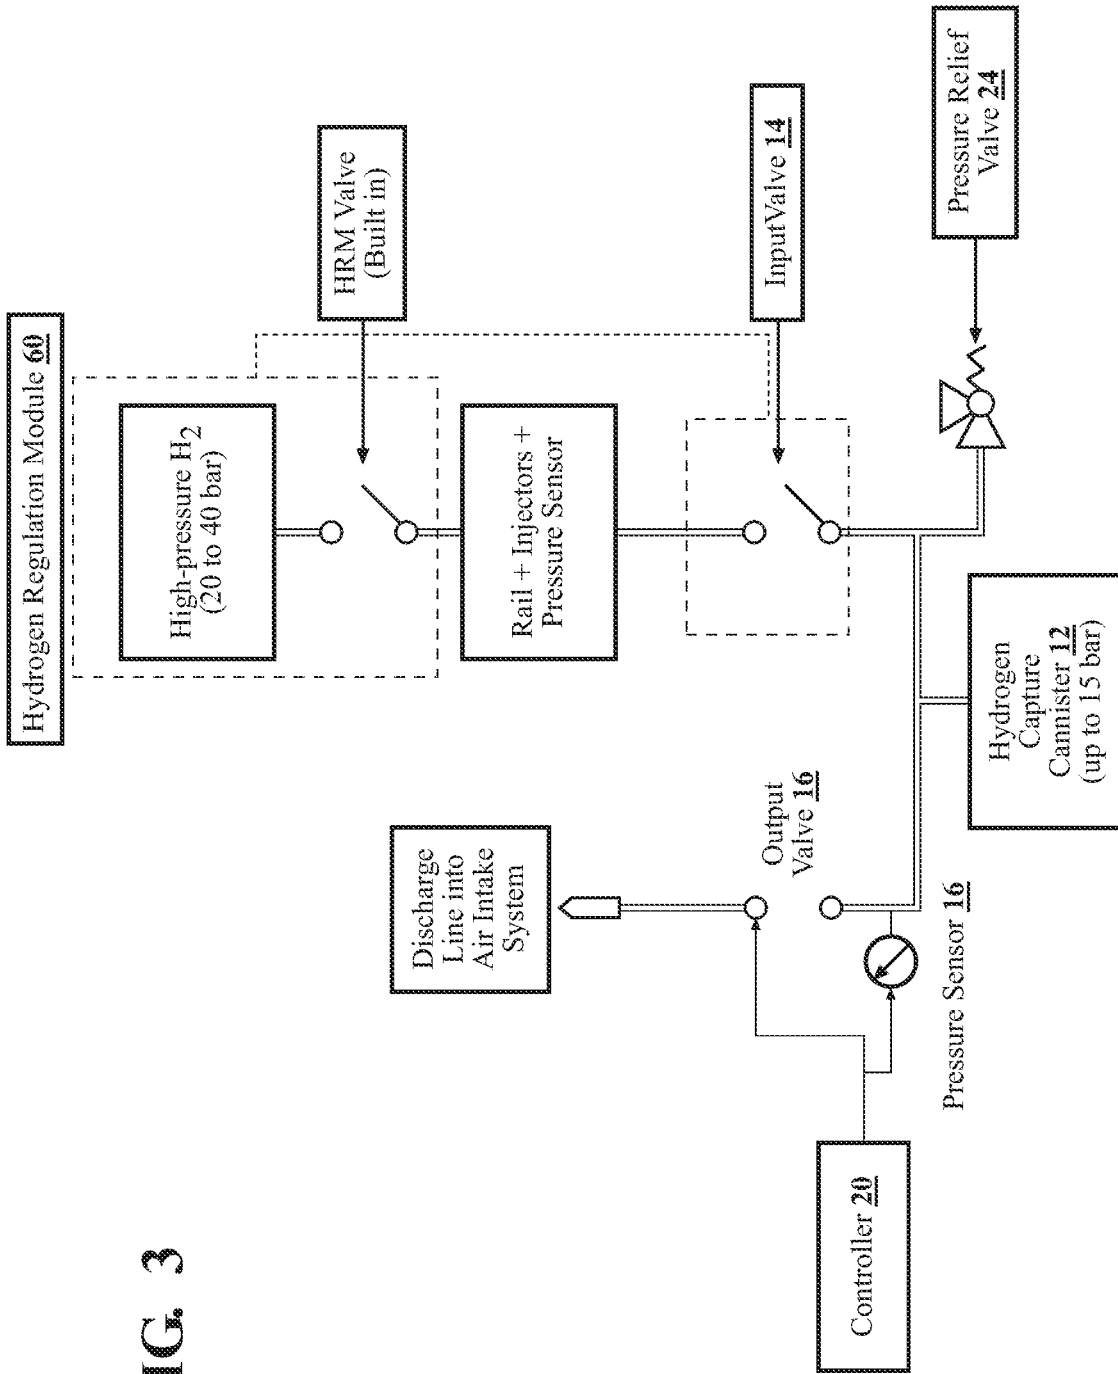 Hydrogen Regulation Module 60
High-pressure H2
(20 to 40 bar)
HRM Valve
(Built in)
Rail + Injectors +
Pressure Sensor
InputValve 14
Pressure Relief
Valve 24
Discharge
Line into
Air Intake
System
Output
Valve 16
Hydrogen
Capture
Cannister 12
(up to 15 bar)
Pressure Sensor 16
Controller 20
IG. 3